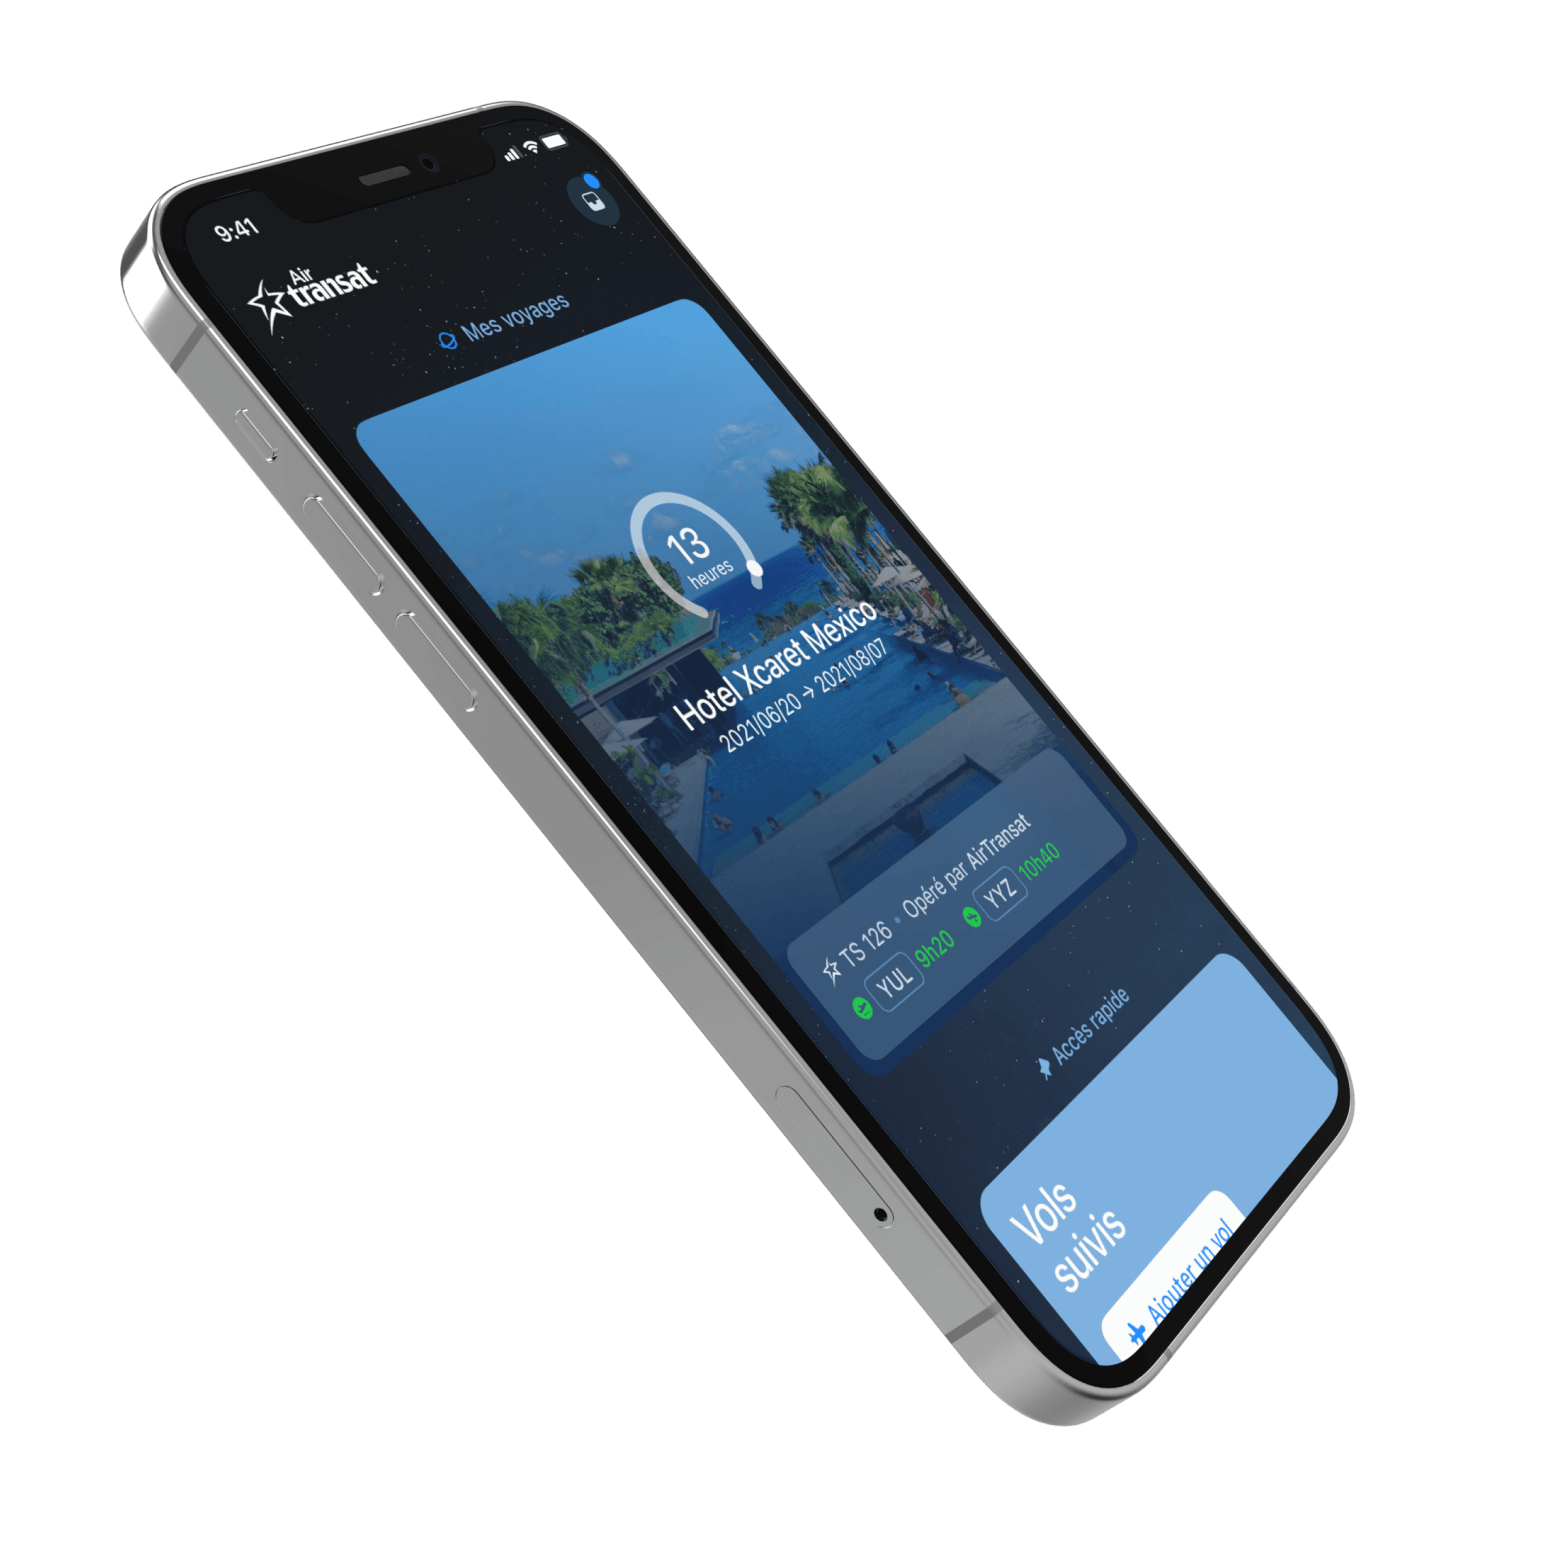 9:41
Air
transat
Mes voyages
13
heures
Hotel Xcaret Mexico
2021/06/20 → 2021/08/07
TS 126 • Opéré par AirTransat
YUL 9h20 YYZ 10h40
Accès rapide
Vols
suivis
Ajouter un vol